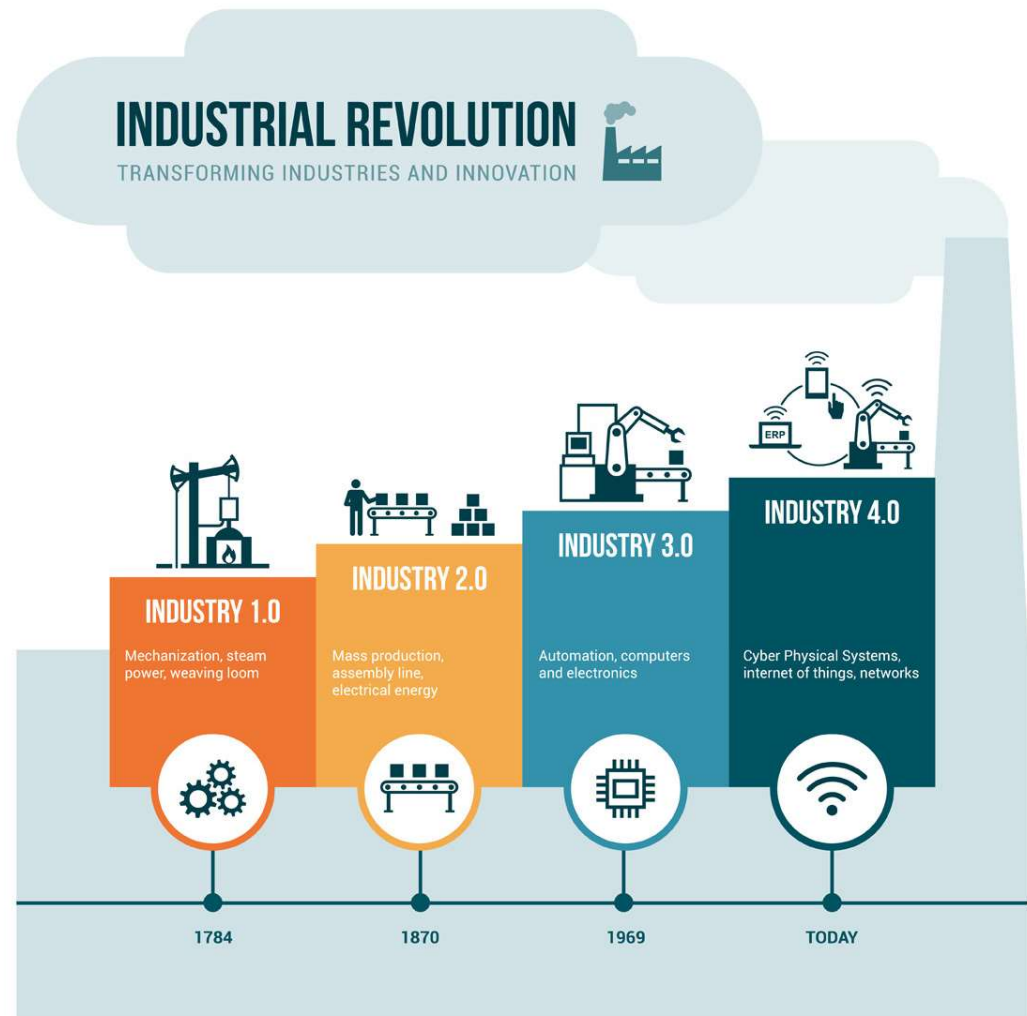 INDUSTRIAL REVOLUTION
TRANSFORMING INDUSTRIES AND INNOVATION
ERP
INDUSTRY 1.0
Mechanization, steam
power, weaving loom
INDUSTRY 2.0
Mass production,
assembly line,
electrical energy
INDUSTRY 3.0
Automation, computers
and electronics
INDUSTRY 4.0
Cyber Physical Systems,
internet of things, networks
1784
1870
1969
TODAY